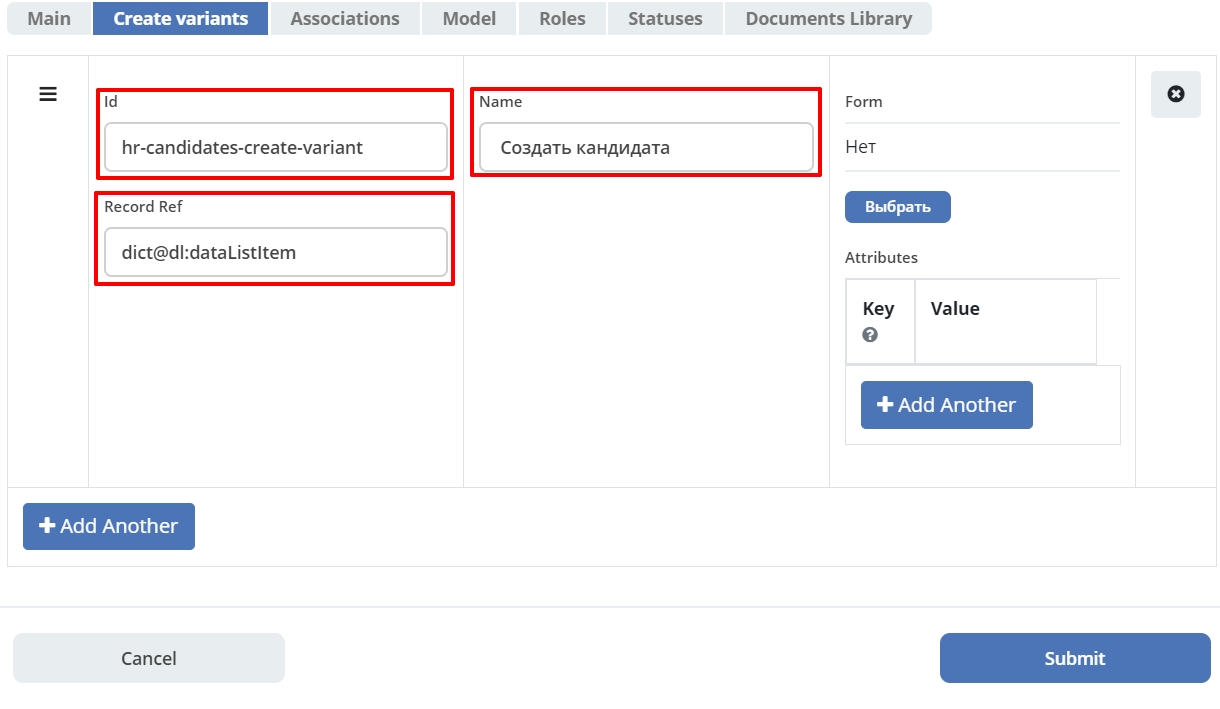 Main Create variants Associations Model Roles Statuses Documents Library
Id
hr-candidates-create-variant
Record Ref
dict@dl:dataListItem
Name
Создать кандидата
Form
Нет
Выбрать
Attributes
Key Value
Add Another
Add Another
Cancel Submit